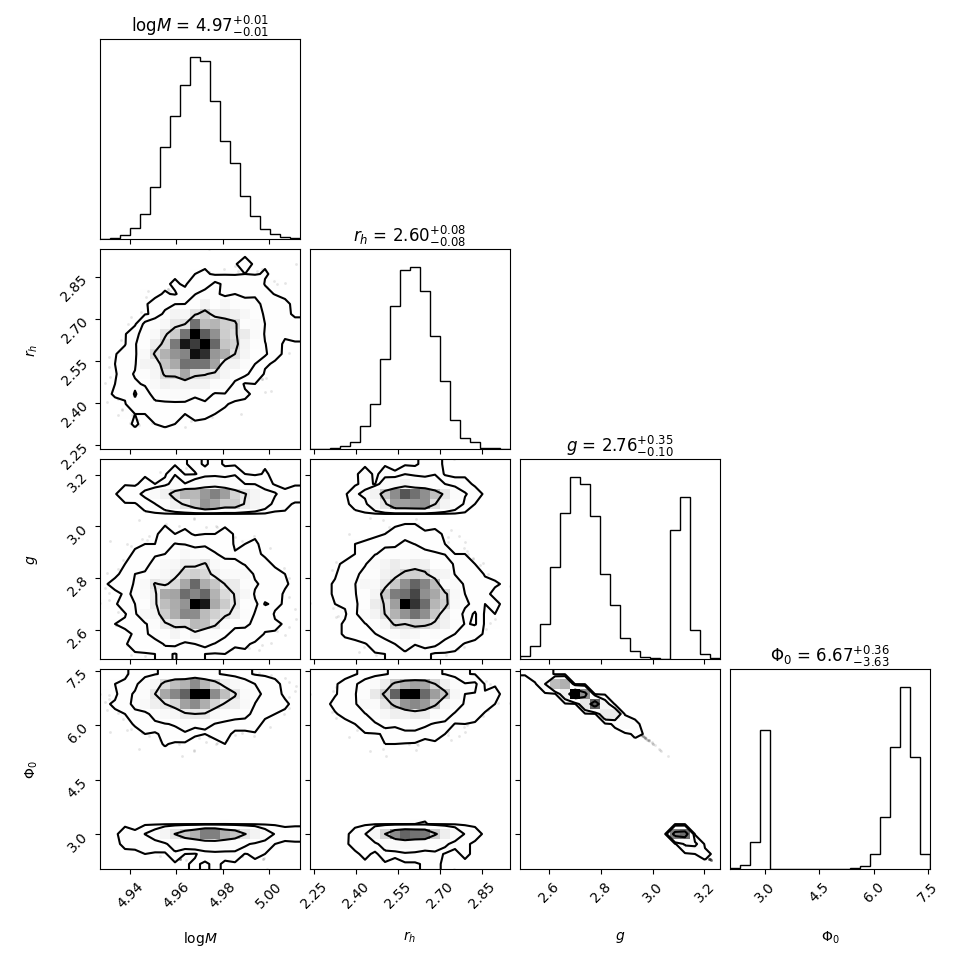 logM = 4.97+0.01−0.01
r_h = 2.60+0.08−0.08
2.85
2.70
2.55
2.40
2.25
r_h
g = 2.76+0.35−0.10
3.2
3.0
2.8
2.6
g
Φ_0 = 6.67+0.36−3.63
7.5
6.0
4.5
3.0
Φ_0
4.94 4.96 4.98 5.00 2.25 2.40 2.55 2.70 2.85 2.6 2.8 3.0 3.2 3.0 4.5 6.0 7.5
logM r_h g Φ_0